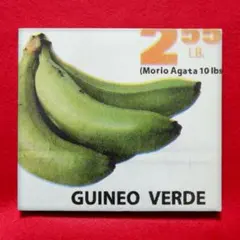 2.55
LB.
(Morio Agata 10 lbs
GUINEO VERDE